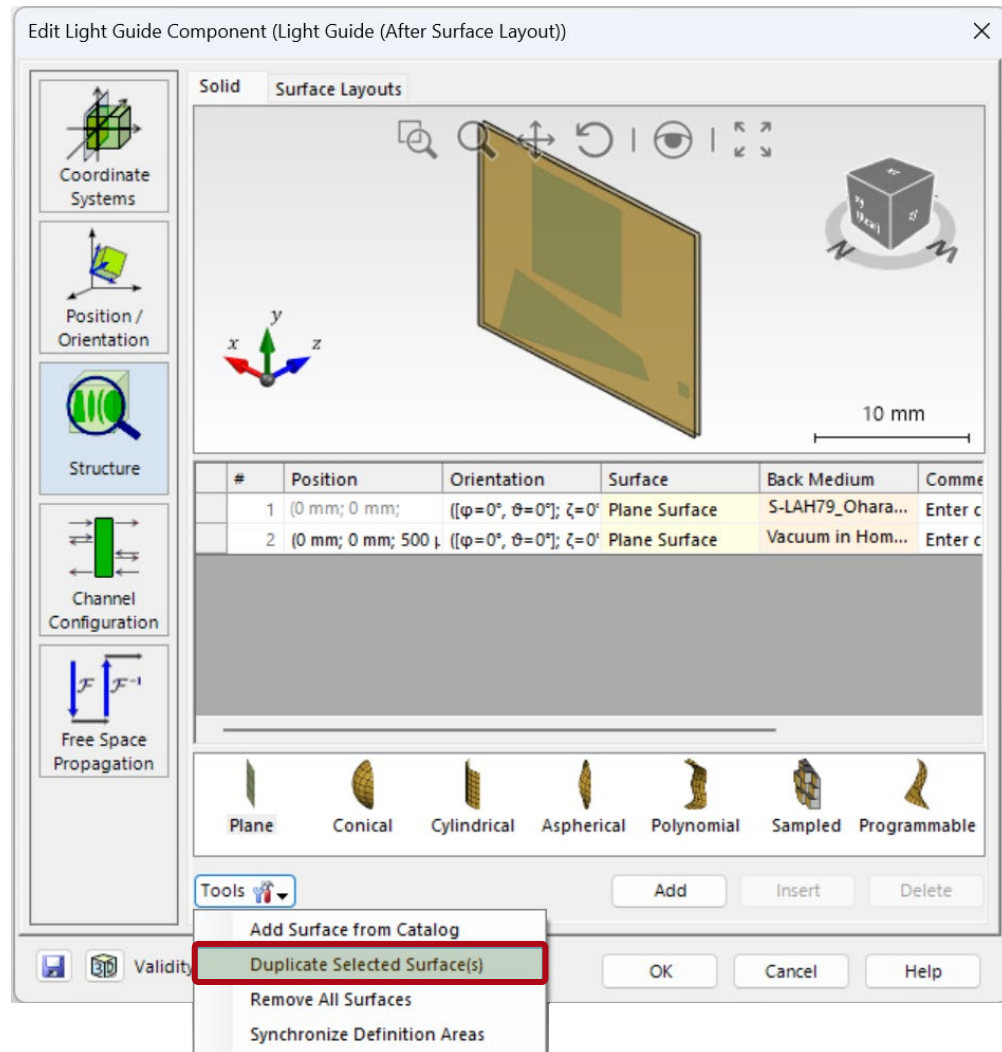 Edit Light Guide Component (Light Guide (After Surface Layout))
Coordinate
Systems
Position /
Orientation
Structure
Channel
Configuration
Free Space
Propagation
Solid
Surface Layouts
x
y
z
N
M
10 mm
# Position Orientation Surface Back Medium Comme
1 (0 mm; 0 mm; ([φ=0°, ϑ=0°]; ζ=0° Plane Surface S-LAH79_Ohara... Enter c
2 (0 mm; 0 mm; 500 μ ([φ=0°, ϑ=0°]; ζ=0° Plane Surface Vacuum in Hom... Enter c
Plane Conical Cylindrical Aspherical Polynomial Sampled Programmable
Tools Add Insert Delete
Add Surface from Catalog
Duplicate Selected Surface(s)
Remove All Surfaces
Synchronize Definition Areas
3D Validity OK Cancel Help